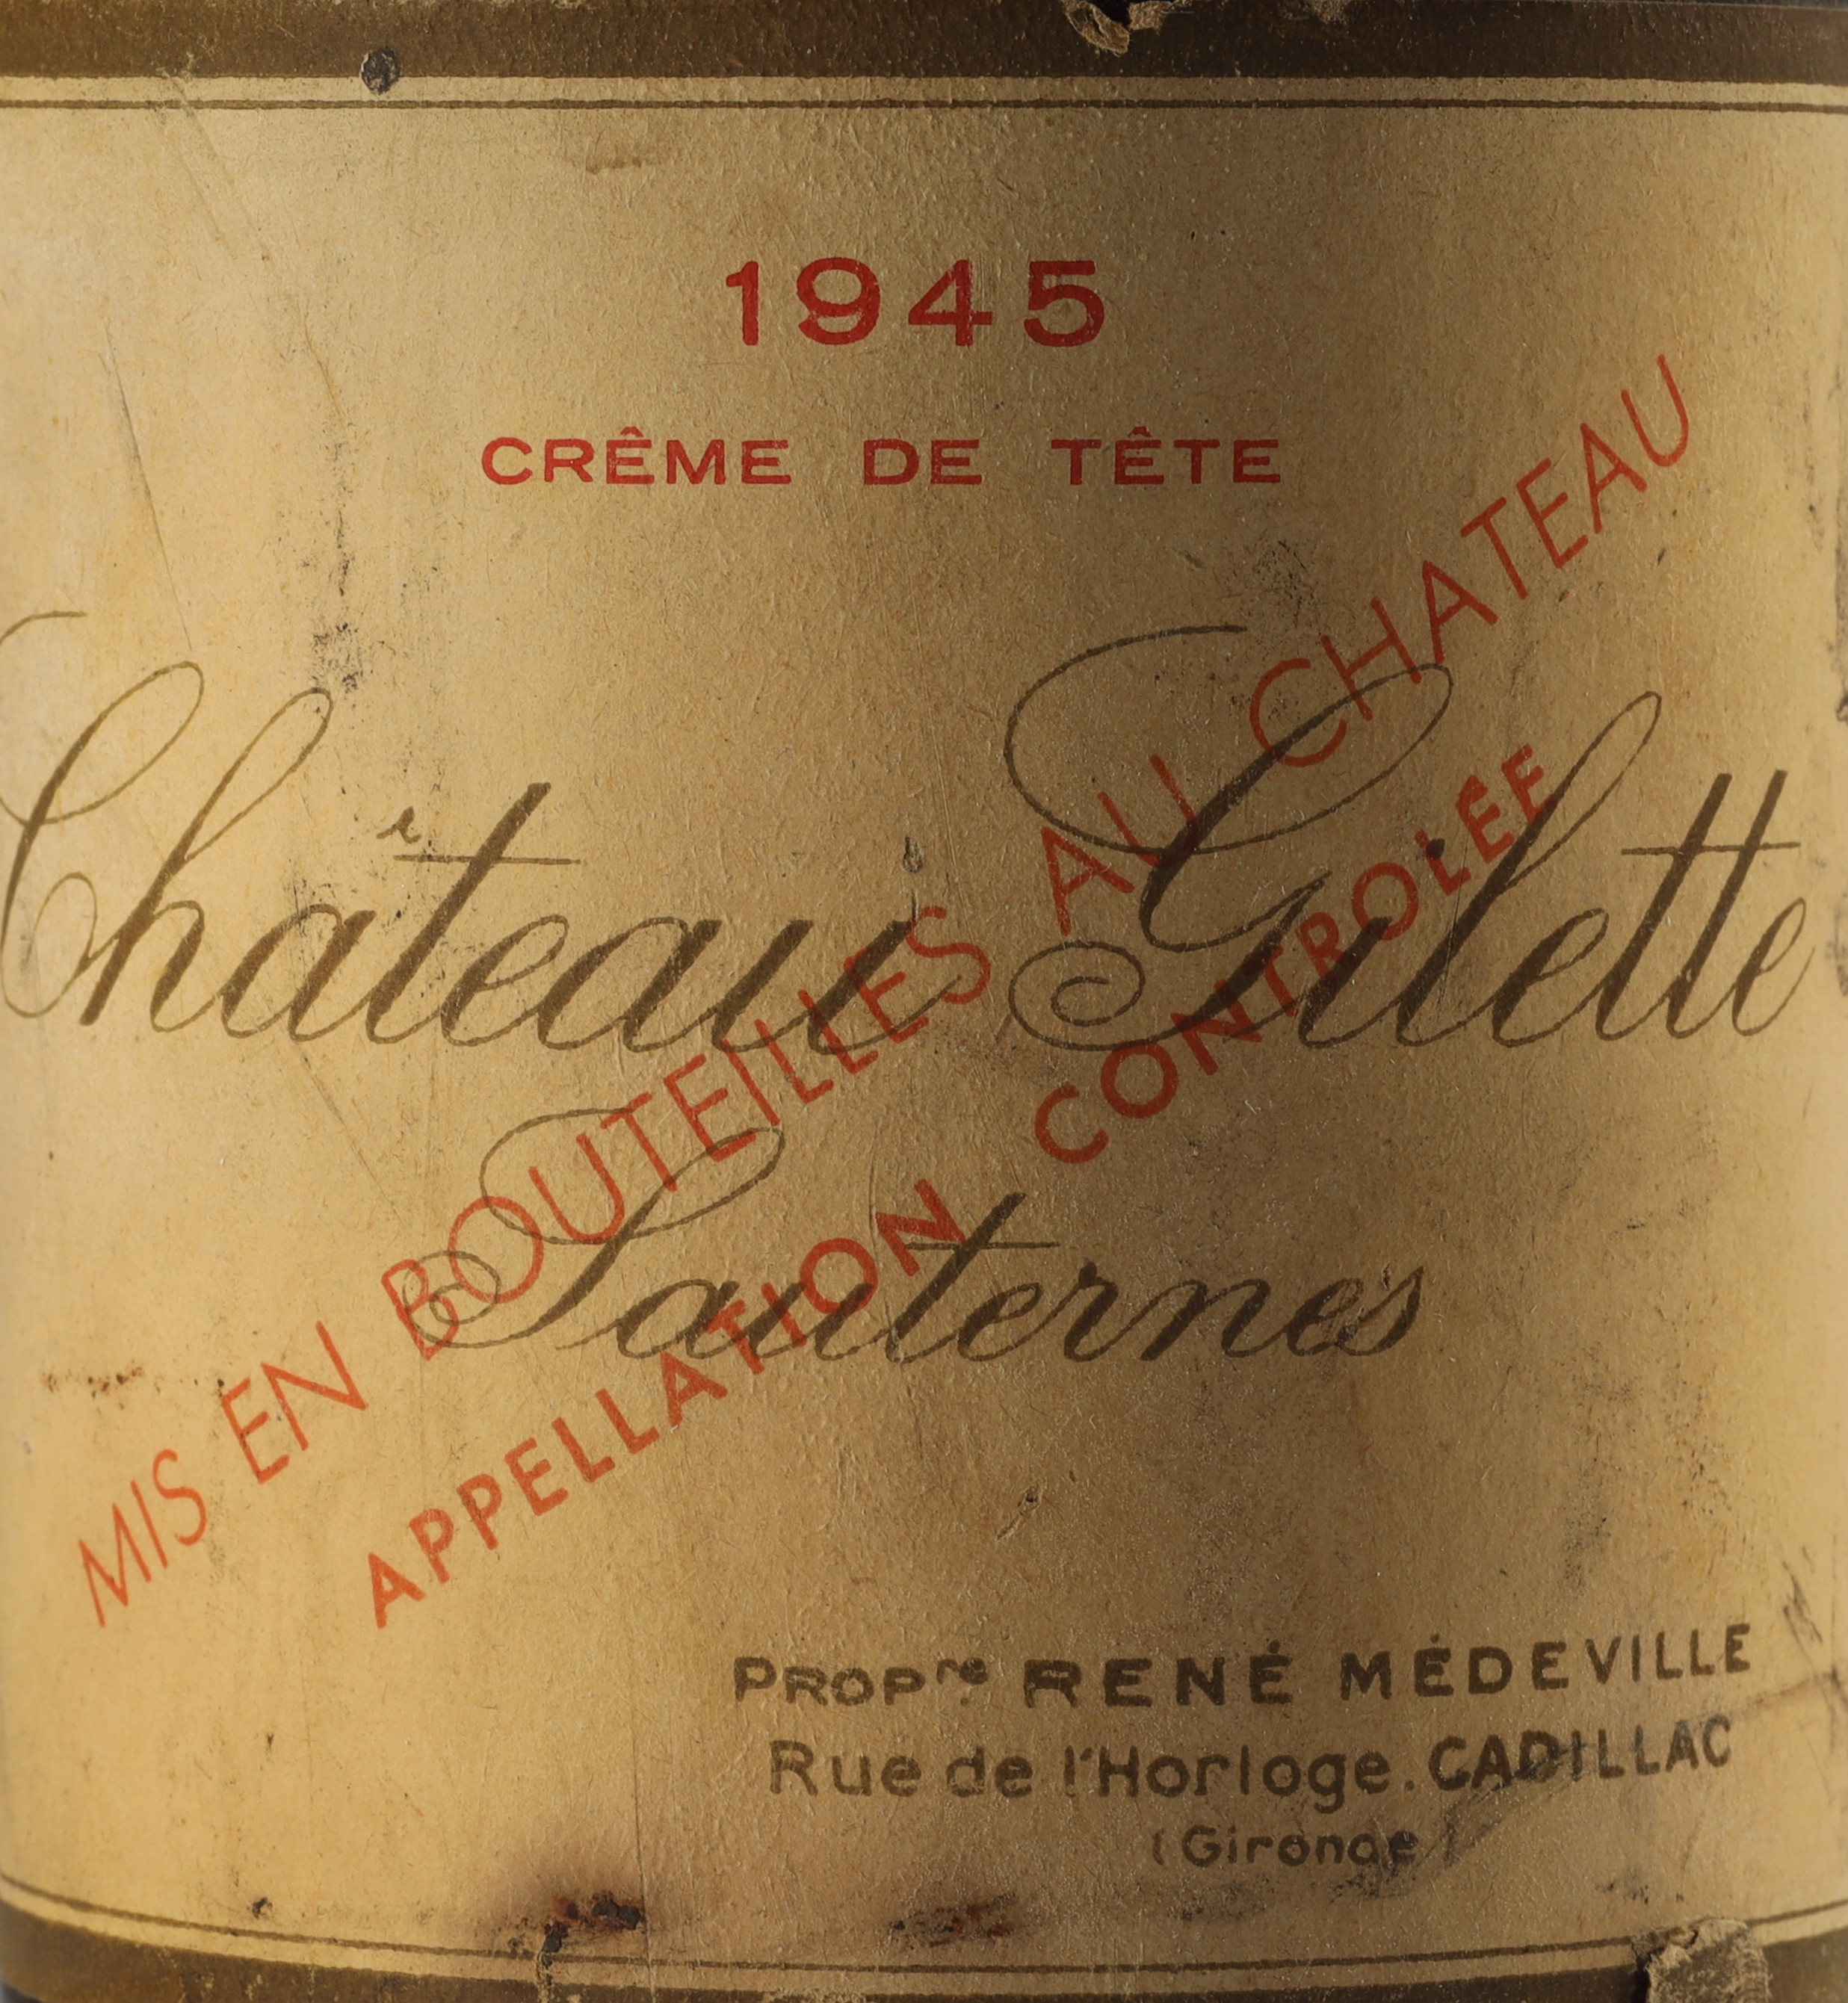 1945
CRÊME DE TÊTE
Château Gilette
Sauternes
MIS EN BOUTEILLES AU CHATEAU
APPELLATION CONTROLÉE
PROPre RENÉ MÉDEVILLE
Rue de l'Horloge. CADILLAC
(Gironde)